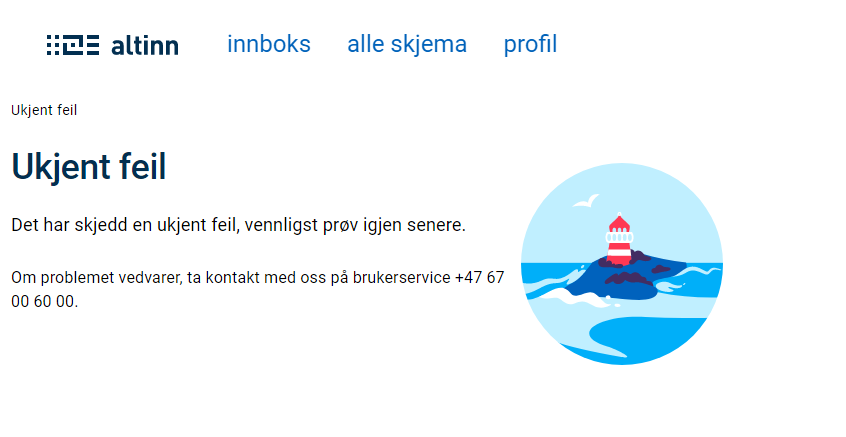 altinn innboks alle skjema profil
Ukjent feil
Ukjent feil
Det har skjedd en ukjent feil, vennligst prøv igjen senere.
Om problemet vedvarer, ta kontakt med oss på brukerservice +47 67
00 60 00.